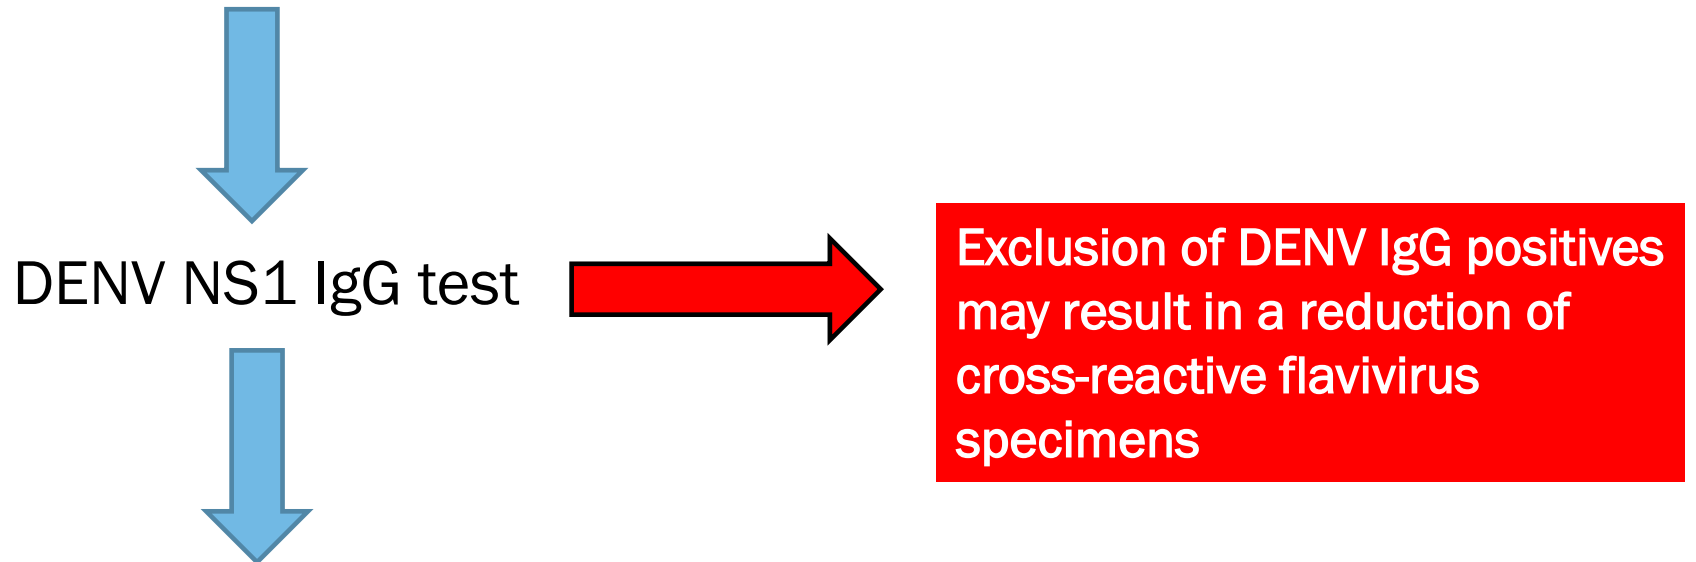 DENV NS1 IgG test
Exclusion of DENV IgG positives
may result in a reduction of
cross-reactive flavivirus
specimens